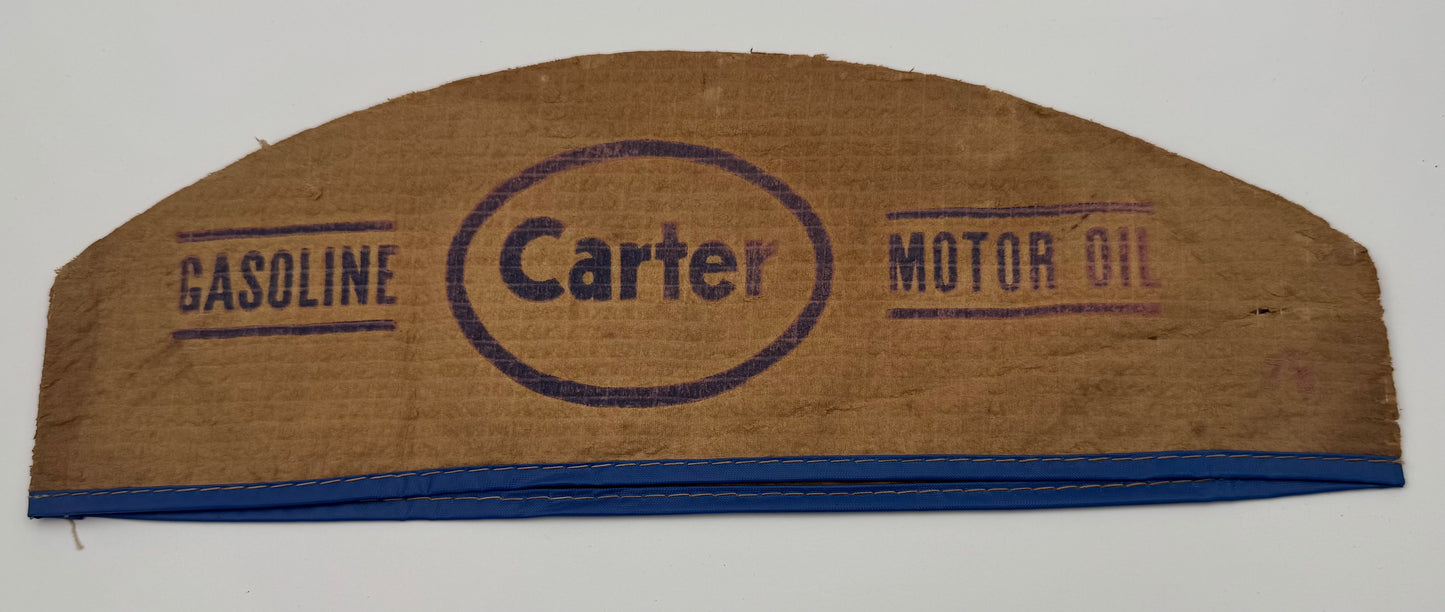 GASOLINE
Carter
MOTOR OIL